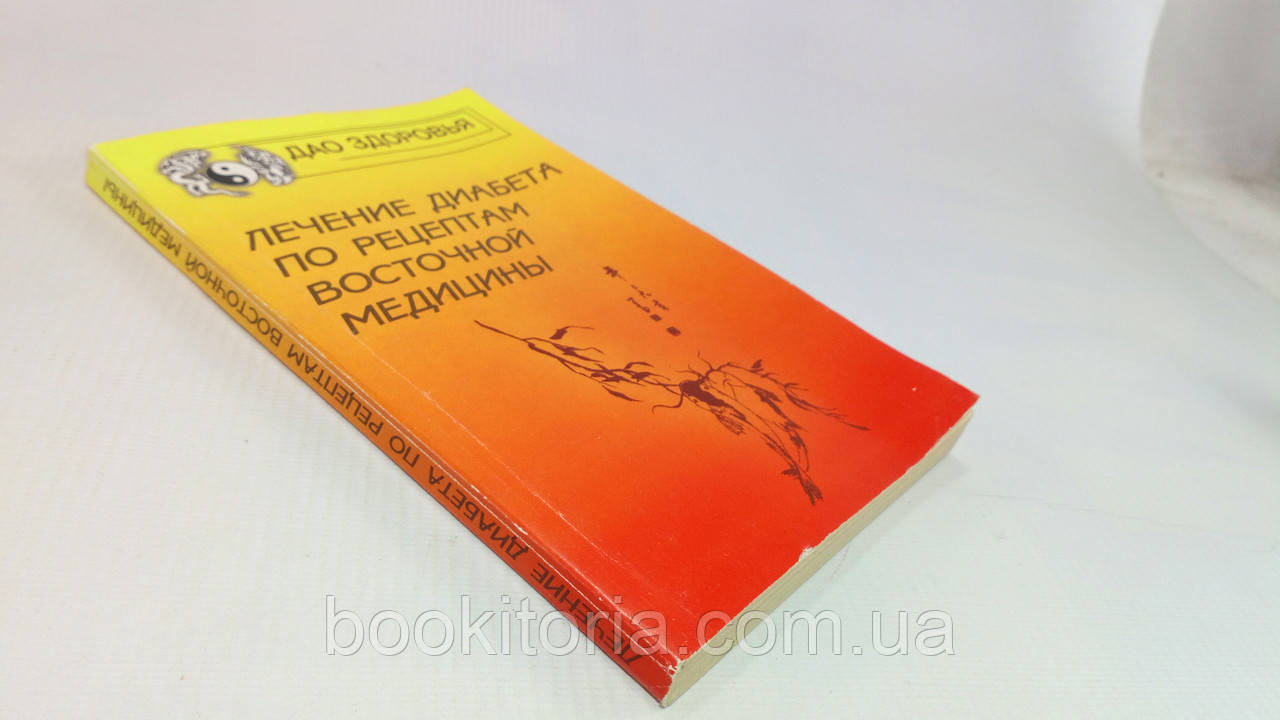 ДАО ЗДОРОВЬЯ
ЛЕЧЕНИЕ ДИАБЕТА
ПО РЕЦЕПТАМ
ВОСТОЧНОЙ
МЕДИЦИНЫ
ЛЕЧЕНИЕ ДИАБЕТА ПО РЕЦЕПТАМ ВОСТОЧНОЙ МЕДИЦИНЫ
bookitoria.com.ua